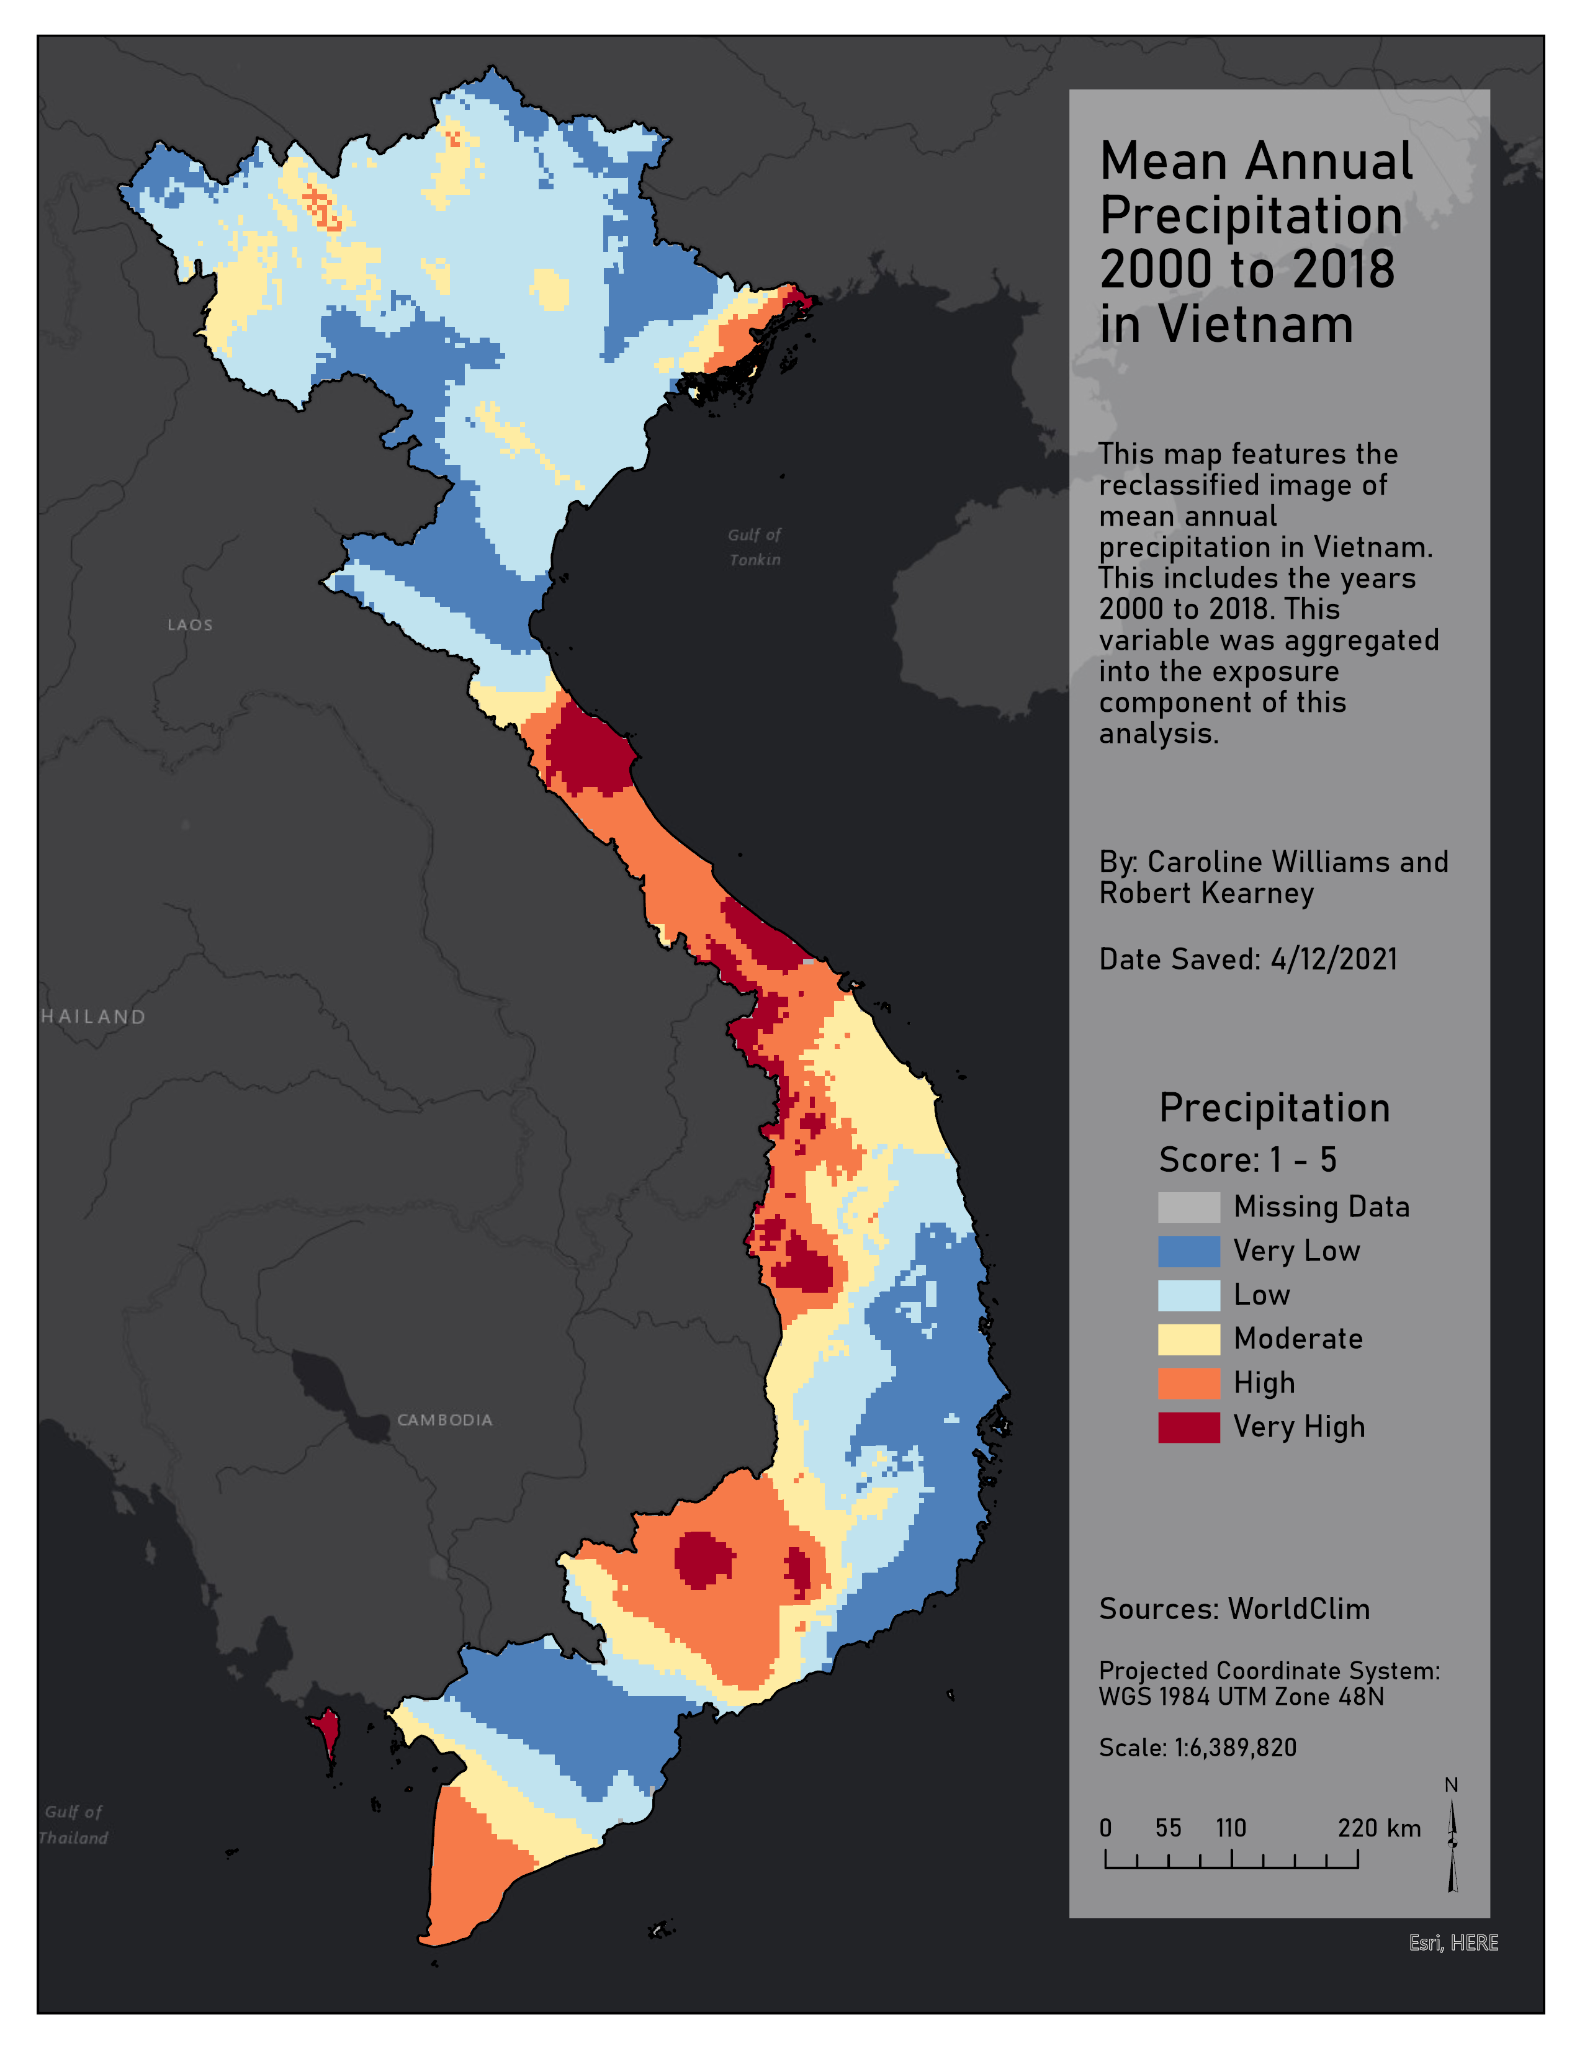 Mean Annual
Precipitation
2000 to 2018
in Vietnam
This map features the
reclassified image of
mean annual
precipitation in Vietnam.
This includes the years
2000 to 2018. This
variable was aggregated
into the exposure
component of this
analysis.
By: Caroline Williams and
Robert Kearney
Date Saved: 4/12/2021
Precipitation
Score: 1 - 5
Missing Data
Very Low
Low
Moderate
High
Very High
Sources: WorldClim
Projected Coordinate System:
WGS 1984 UTM Zone 48N
Scale: 1:6,389,820
N
0 55 110 220 km
Esri, HERE
Gulf of
Tonkin
LAOS
HAILAND
CAMBODIA
Gulf of
Thailand